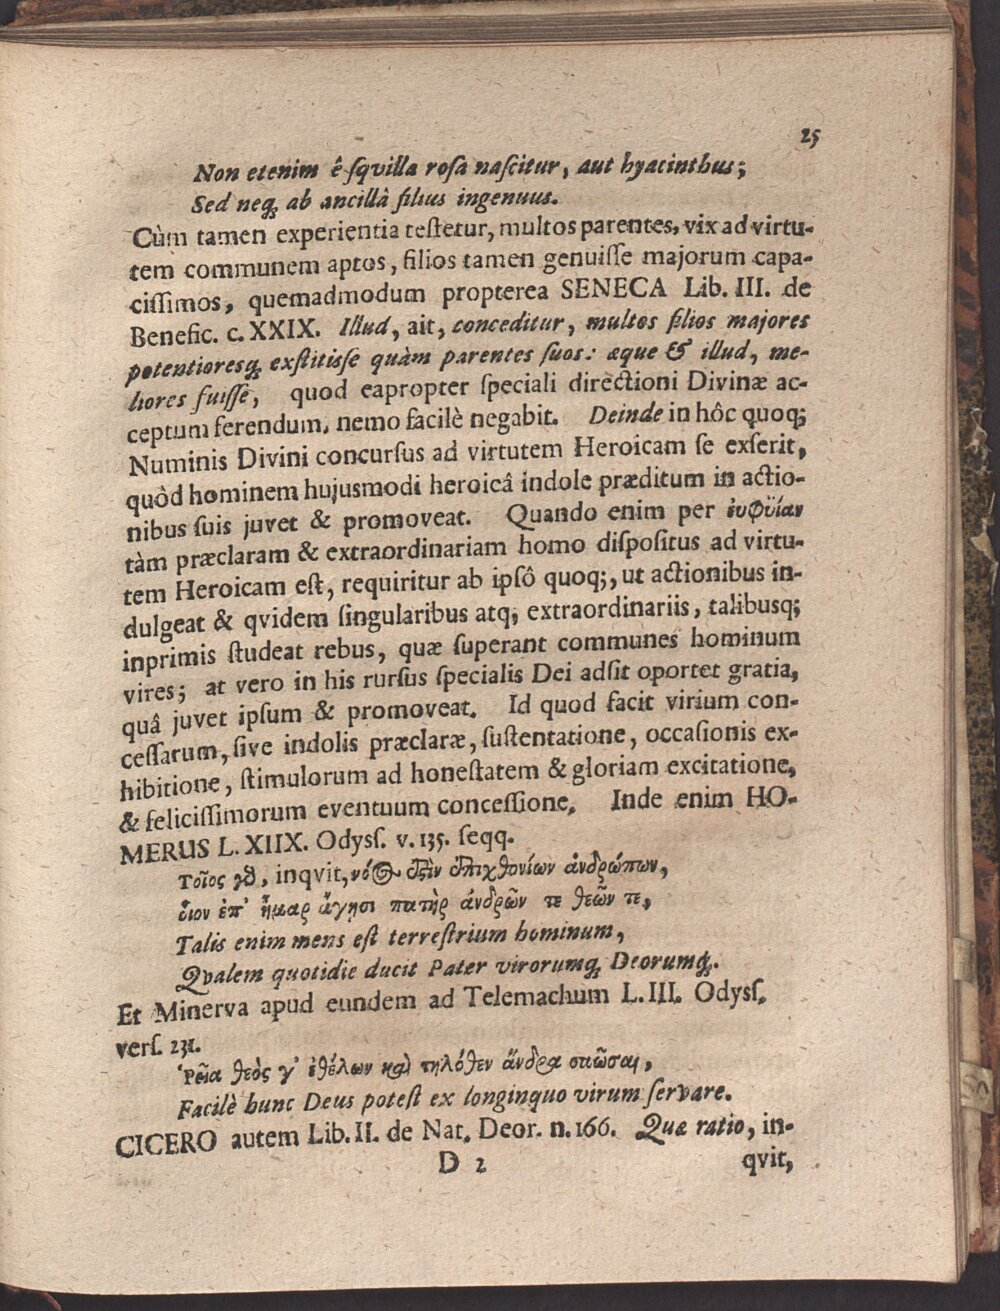 25
Non etenim ê ſqvilla roſa naſcitur, aut hyacinthus;
Sed neq; ab ancillà filius ingenuus.
Cùm tamen experientia teſtetur, multos parentes, vix ad virtu-
tem communem aptos, filios tamen genuiſſe majorum capa-
ciſſimos, quemadmodum propterea SENECA Lib. III. de
Benefic. c. XXIX. Illud, ait, conceditur, multos filios majores
potentioresq; exſtitiſſe quàm parentes ſuos: æque & illud, me-
liores fuiſſe, quod eapropter ſpeciali directioni Divinæ ac-
ceptum ferendum, nemo facilè negabit. Deinde in hôc quoq;
Numinis Divini concurſus ad virtutem Heroicam ſe exſerit,
quòd hominem hujusmodi heroicâ indole præditum in actio-
nibus ſuis juvet & promoveat. Quando enim per ἐυφυΐαν
tàm præclaram & extraordinariam homo diſpoſitus ad virtu-
tem Heroicam eſt, requiritur ab ipſô quoq;, ut actionibus in-
dulgeat & qvidem ſingularibus atq; extraordinariis, talibusq;
inprimis ſtudeat rebus, quæ ſuperant communes hominum
vires; at vero in his rurſus ſpecialis Dei adſit oportet gratia,
quâ juvet ipſum & promoveat. Id quod facit virium con-
ceſſarum, ſive indolis præclaræ, ſuſtentatione, occaſionis ex-
hibitione, ſtimulorum ad honeſtatem & gloriam excitatione,
& feliciſſimorum eventuum conceſſione. Inde enim HO-
MERUS L. XIIX. Odyſſ. v. 135. ſeqq.
Τοῖος γδ, inqvit, νόος ἐςὶν ἐπιχθονίων ἀνθρώπων,
ὅιον ἐπ' ἦμαρ ἄγησι πατὴρ ἀνδρῶν τε θεῶν τε,
Talis enim mens eſt terreſtrium hominum,
Qvalem quotidie ducit Pater virorumq; Deorumq;.
Et Minerva apud eundem ad Telemachum L. III. Odyſſ.
verſ. 231.
Ῥεῖα θεὸς γ' ἐθέλων καὶ τηλόθεν ἄνδρα σαῶσαι,
Facilè hunc Deus poteſt ex longinquo virum ſervare.
CICERO autem Lib. II. de Nat. Deor. n. 166. Quæ ratio, in-
D 2
qvit,